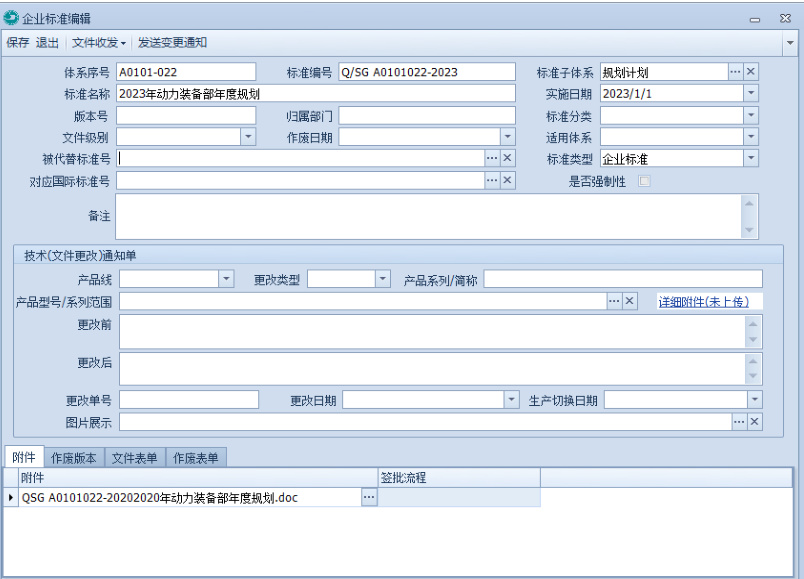 企业标准编辑
保存 退出 文件收发 发送变更通知
体系序号 A0101-022 标准编号 Q/SG A0101022-2023 标准子体系 规划计划
标准名称 2023年动力装备部年度规划 实施日期 2023/1/1
版本号 归属部门 标准分类
文件级别 作废日期 适用体系
被代替标准号 标准类型 企业标准
对应国际标准号 是否强制性
备注
技术(文件更改)通知单
产品线 更改类型 产品系列/简称
产品型号/系列范围 详细附件(未上传)
更改前
更改后
更改单号 更改日期 生产切换日期
图片展示
附件 作废版本 文件表单 作废表单
附件 签批流程
QSG A0101022-20202020年动力装备部年度规划.doc